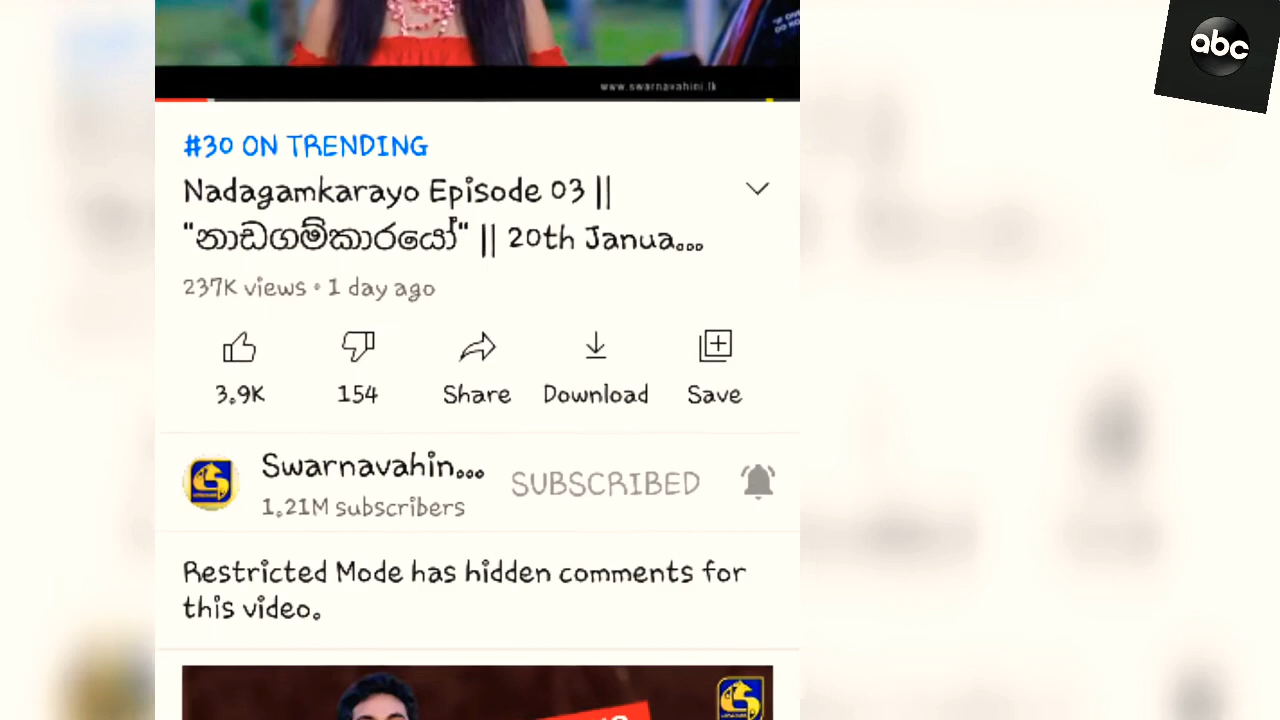 abc
www.swarnavahini.lk
#30 ON TRENDING
Nadagamkarayo Episode 03 ||
"නාඩගම්කාරයෝ" || 20th Janua...
237K views • 1 day ago
3.9K 154 Share Download Save
Swarnavahin... SUBSCRIBED
1.21M subscribers
Restricted Mode has hidden comments for
this video.